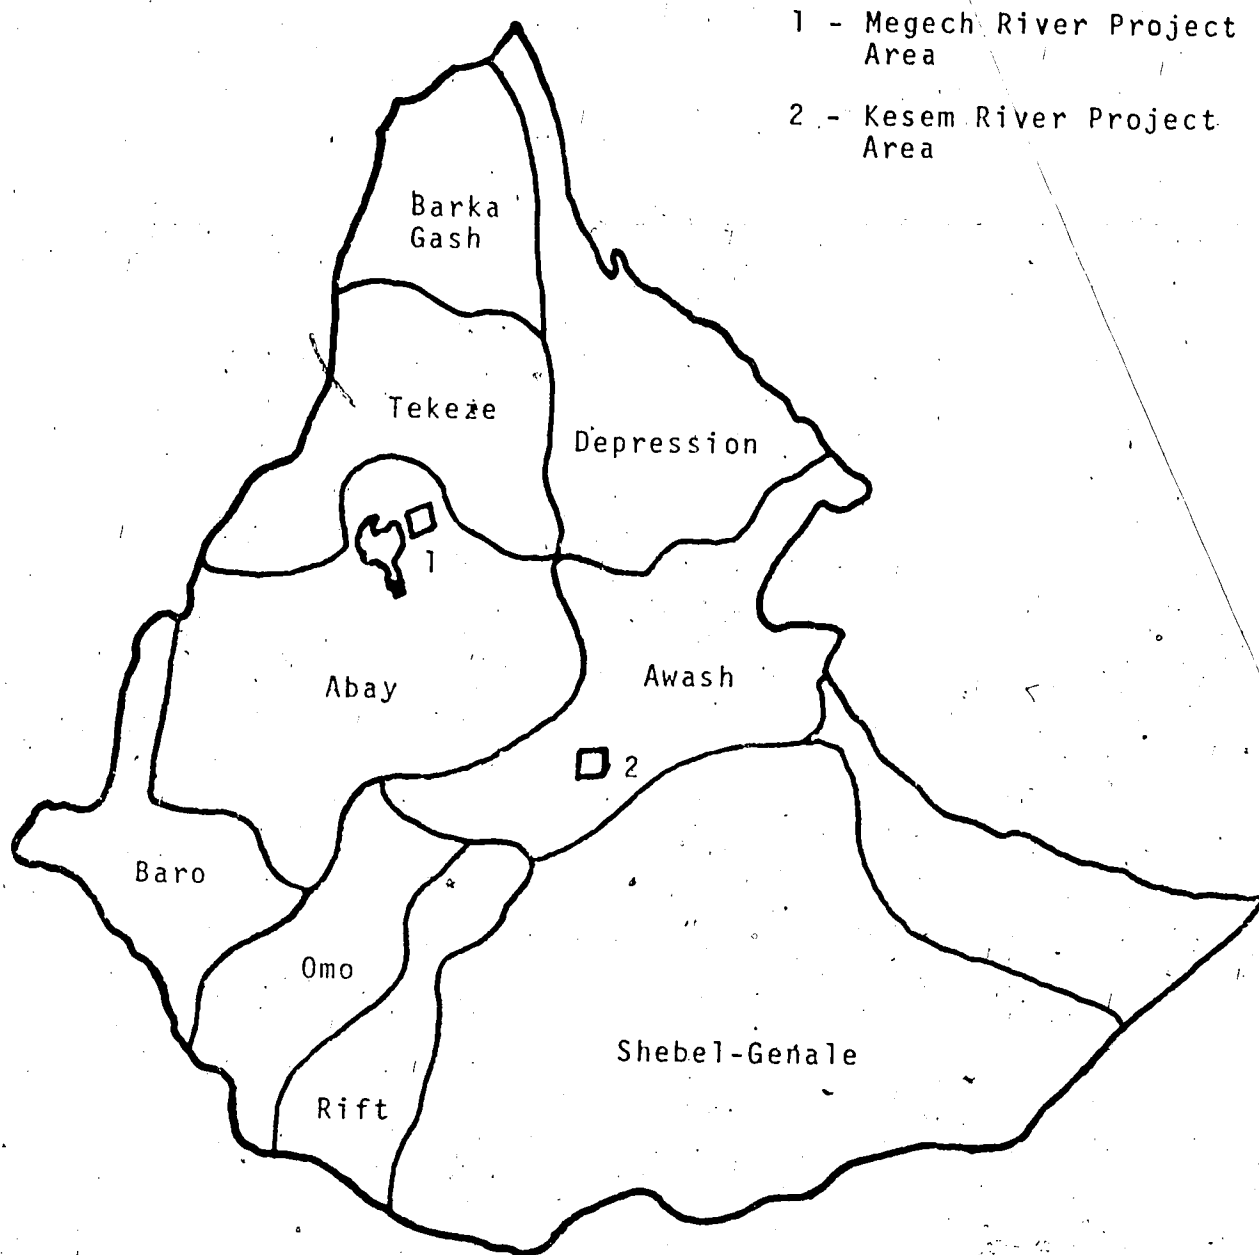 1 - Megech River Project
Area
2 - Kesem River Project
Area
Barka
Gash
Tekeze
Depression
1
Abay
Awash
2
Baro
Omo
Shebel-Genale
Rift